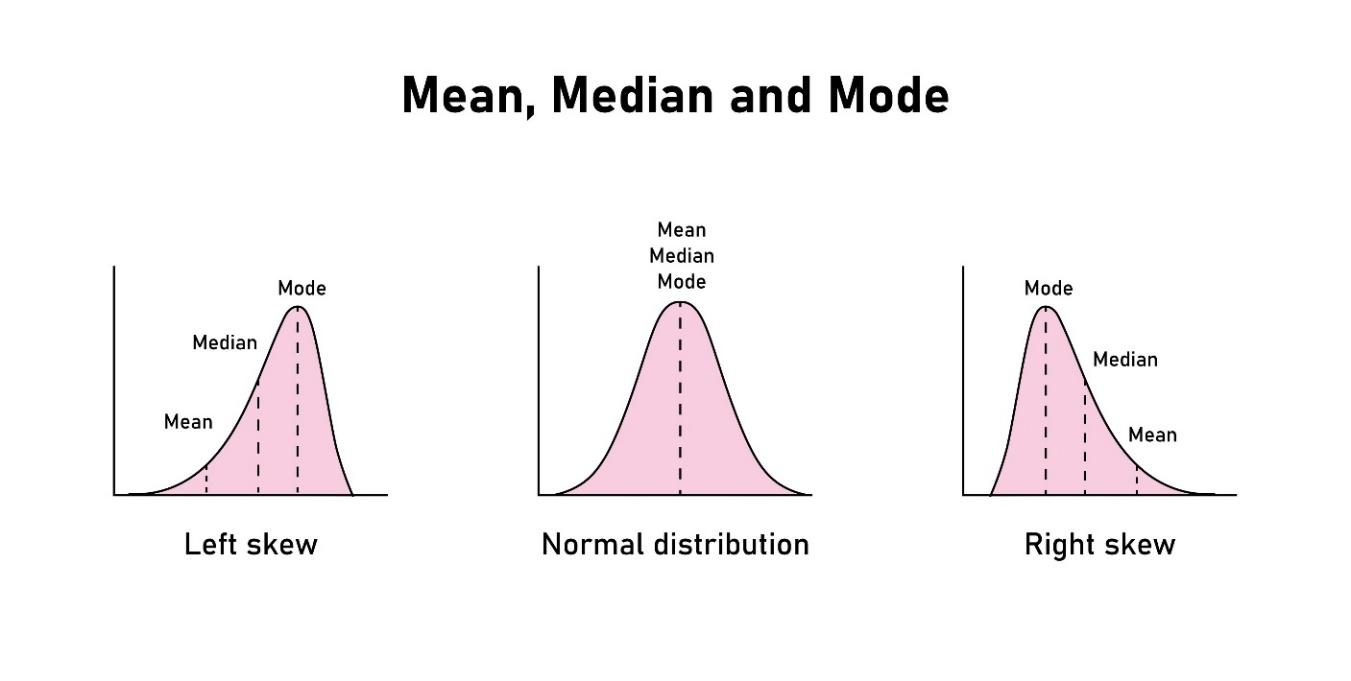 Mean, Median and Mode
Mode
Median
Mean
Left skew
Mean
Median
Mode
Normal distribution
Mode
Median
Mean
Right skew